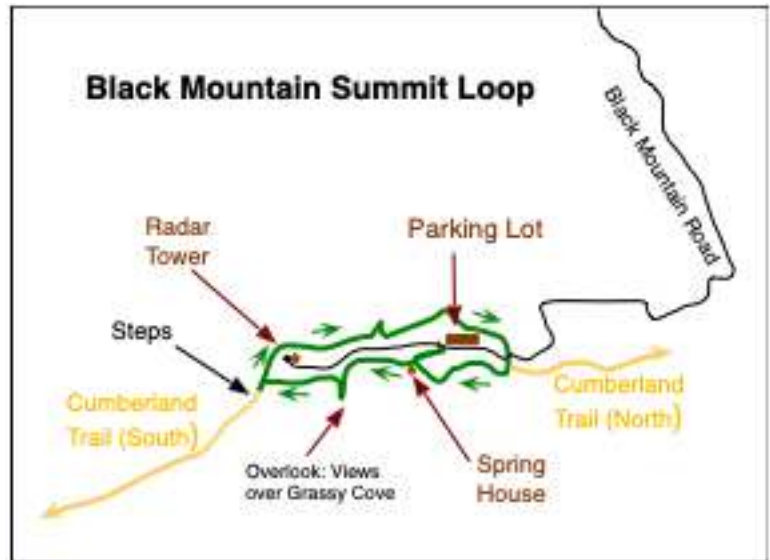 Black Mountain Summit Loop
Black Mountain Road
Radar
Tower
Parking Lot
Steps
Cumberland
Trail (South)
Cumberland
Trail (North)
Overlook: Views
over Grassy Cove
Spring
House